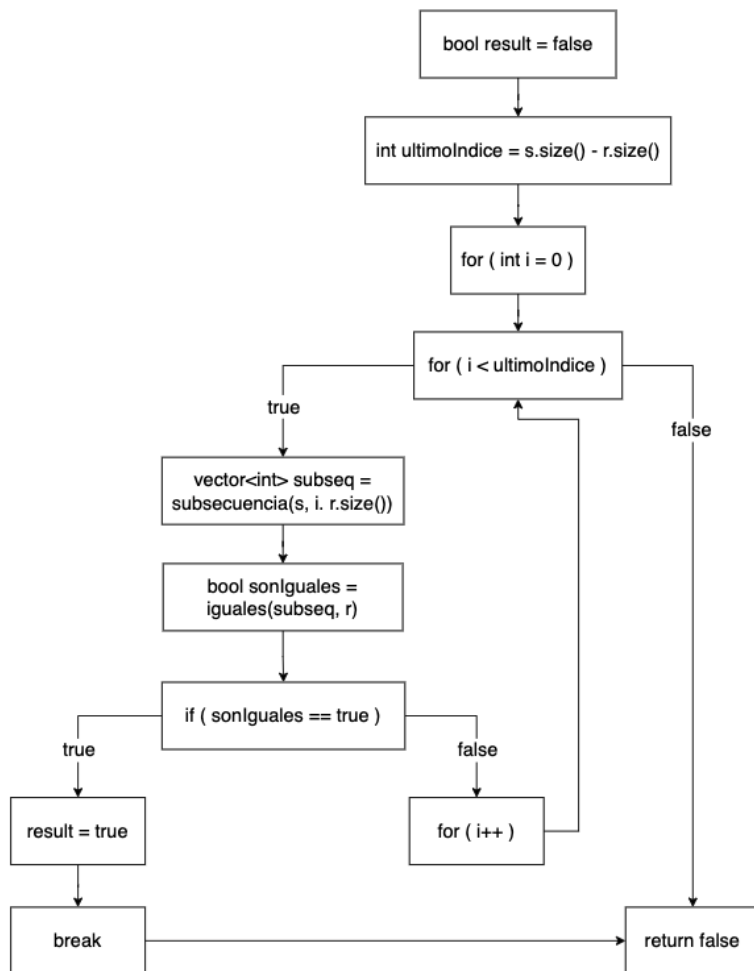 bool result = false
int ultimoIndice = s.size() - r.size()
for ( int i = 0 )
for ( i < ultimoIndice )
true
false
vector<int> subseq =
subsecuencia(s, i. r.size())
bool sonIguales =
iguales(subseq, r)
if ( sonIguales == true )
true
false
result = true
for ( i++ )
break
return false